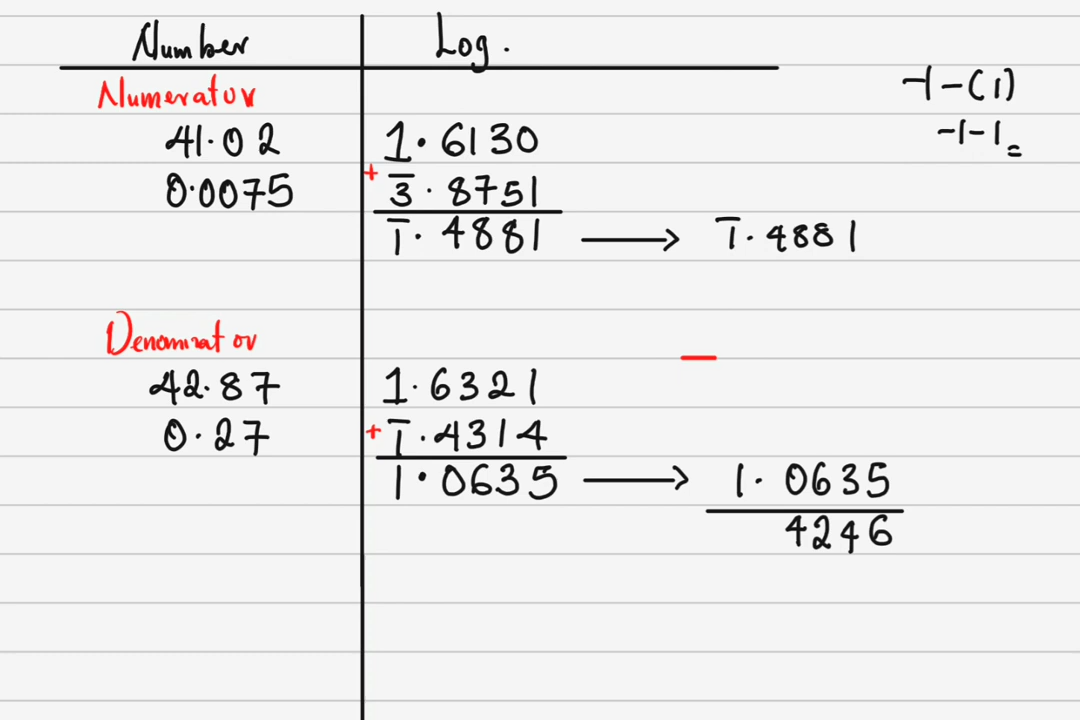 Number Log.
Numerator
41.02 1.6130
-1-(1)
-1-1=
0.0075 + 3̅.8751
1̅.4881 → 1̅.4881
Denominator
−
42.87 1.6321
0.27 + 1̅.4314
1.0635 → 1.0635
4246